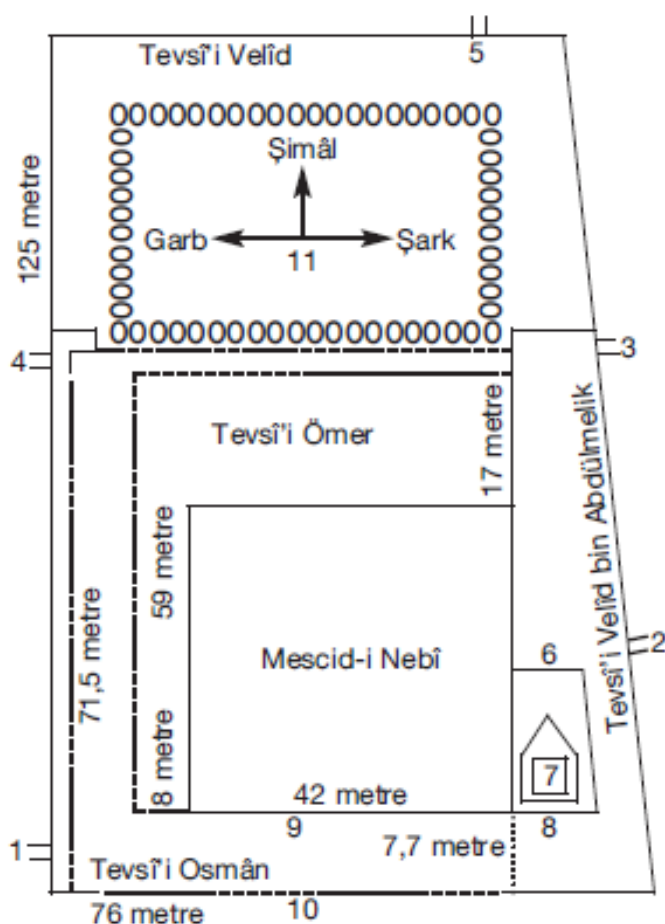 5
Tevsî'i Velîd
OOOOOOOOOOOOOOOOOOOO
Şimâl
Garb
Şark
11
125 metre
OOOOOOOOOOOOOOOOOOOO
4
3
Tevsî'i Ömer
17 metre
59 metre
71,5 metre
Tevsî'i Velîd bin Abdülmelik
2
Mescid-i Nebî
6
7
8 metre
42 metre
9
8
7,7 metre
1
Tevsî'i Osmân
76 metre
10